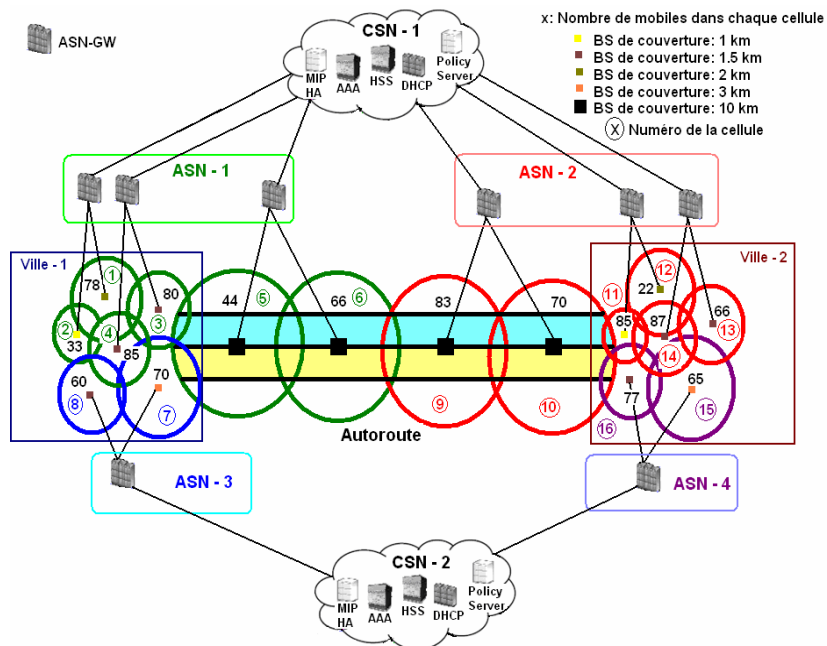 CSN - 1
x: Nombre de mobiles dans chaque cellule
ASN-GW
BS de couverture: 1 km
BS de couverture: 1.5 km
BS de couverture: 2 km
BS de couverture: 3 km
BS de couverture: 10 km
X Numéro de la cellule
MIP
HA
AAA
HSS
DHCP
Policy
Server
ASN - 1
ASN - 2
Ville - 1
Ville - 2
78
1
80
3
2
33
4
85
60
8
70
7
44
5
66
6
83
9
70
10
11
85
22
12
87
14
66
13
77
16
65
15
Autoroute
ASN - 3
ASN - 4
CSN - 2
MIP
HA
AAA
HSS
DHCP
Policy
Server